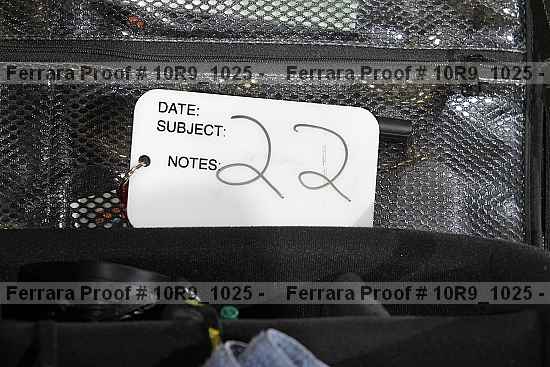 Ferrara Proof # 10R9_1025 - Ferrara Proof # 10R9_1025 -
DATE:
SUBJECT:
NOTES:
22
Ferrara Proof # 10R9_1025 - Ferrara Proof # 10R9_1025 -